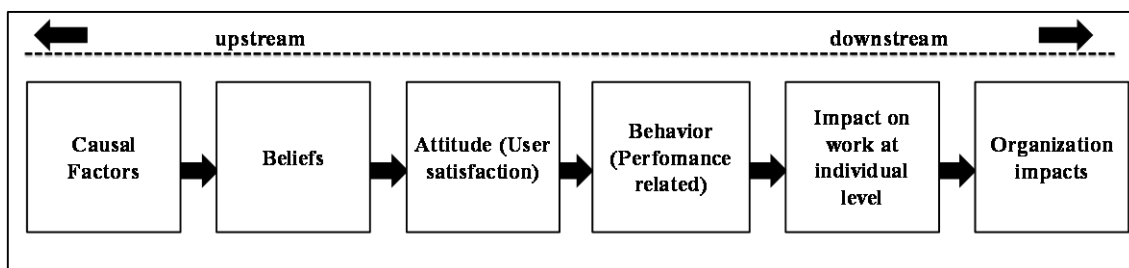 upstream
downstream
Causal
Factors
Beliefs
Attitude (User
satisfaction)
Behavior
(Perfomance
related)
Impact on
work at
individual
level
Organization
impacts